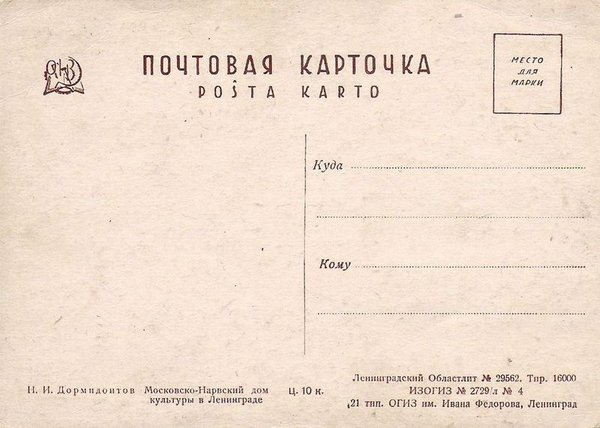 ПОЧТОВАЯ КАРТОЧКА
POŜTA KARTO
МЕСТО
ДЛЯ
МАРКИ
Куда
Кому
Н. И. Дормидонтов Московско-Нарвский дом культуры в Ленинграде
Ц. 10 к.
Ленинградский Областлит № 29562. Тир. 16000
ИЗОГИЗ № 2729/л № 4
21 тип. ОГИЗ им. Ивана Федорова, Ленинград